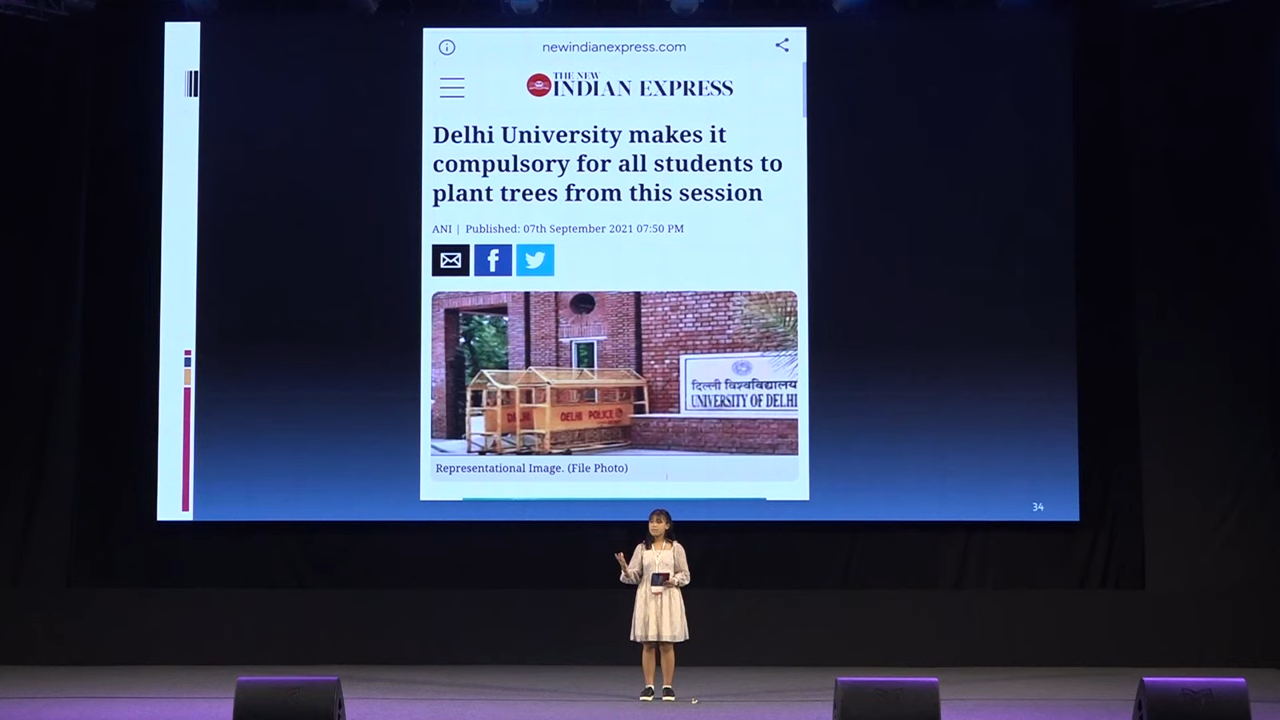 newindianexpress.com
THE NEW
INDIAN EXPRESS
Delhi University makes it
compulsory for all students to
plant trees from this session
ANI | Published: 07th September 2021 07:50 PM
DELHI POLICE
दिल्ली विश्वविद्यालय
UNIVERSITY OF DELHI
Representational Image. (File Photo)
34